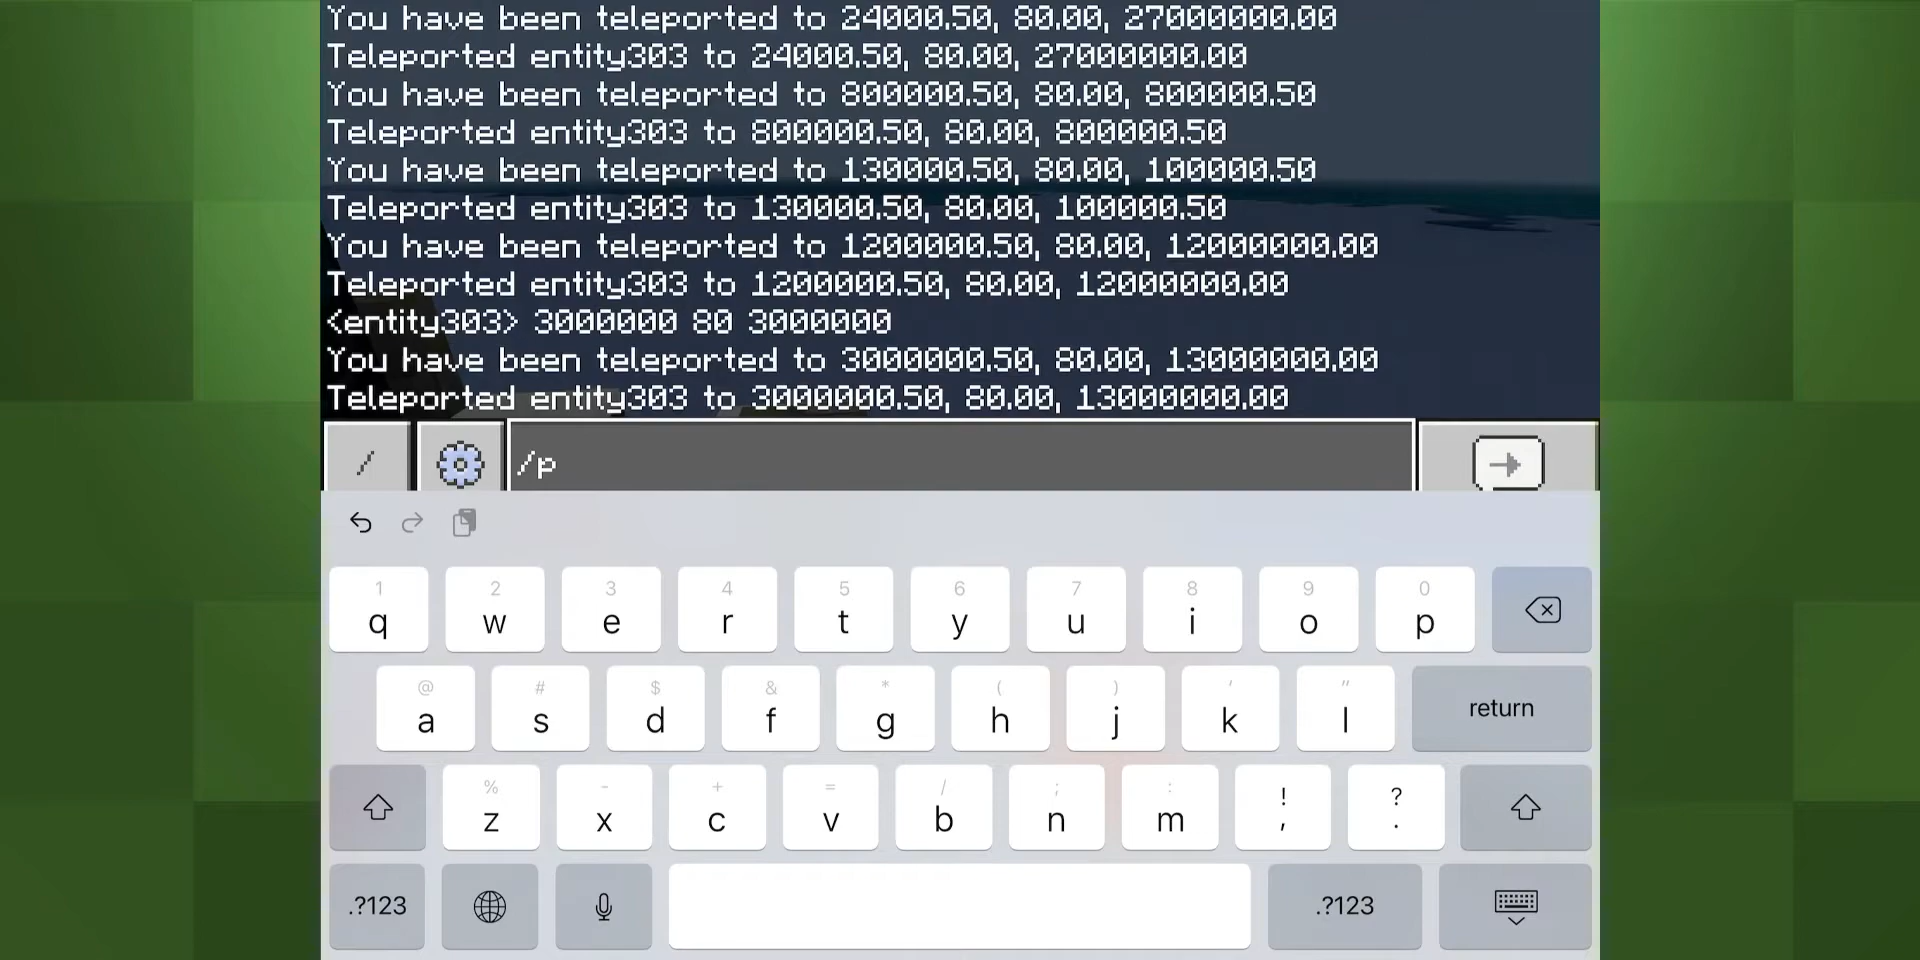 You have been teleported to 24000.50, 80.00, 27000000.00
Teleported entity303 to 24000.50, 80.00, 27000000.00
You have been teleported to 800000.50, 80.00, 800000.50
Teleported entity303 to 800000.50, 80.00, 800000.50
You have been teleported to 130000.50, 80.00, 100000.50
Teleported entity303 to 130000.50, 80.00, 100000.50
You have been teleported to 1200000.50, 80.00, 12000000.00
Teleported entity303 to 1200000.50, 80.00, 12000000.00
<entity303> 3000000 80 3000000
You have been teleported to 3000000.50, 80.00, 13000000.00
Teleported entity303 to 3000000.50, 80.00, 13000000.00
/ /p
1 2 3 4 5 6 7 8 9 0
q w e r t y u i o p
@ # $ & * ( ) ' "
a s d f g h j k l return
% - + = / ; : ! ?
z x c v b n m , .
.?123 .?123